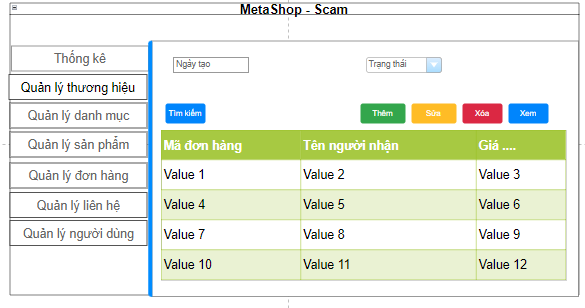 MetaShop - Scam
Thống kê
Quản lý thương hiệu
Quản lý danh mục
Quản lý sản phẩm
Quản lý đơn hàng
Quản lý liên hệ
Quản lý người dùng
Ngày tạo
Trạng thái
Tìm kiếm
Thêm
Sửa
Xóa
Xem
Mã đơn hàng Tên người nhận Giá ....
Value 1 Value 2 Value 3
Value 4 Value 5 Value 6
Value 7 Value 8 Value 9
Value 10 Value 11 Value 12